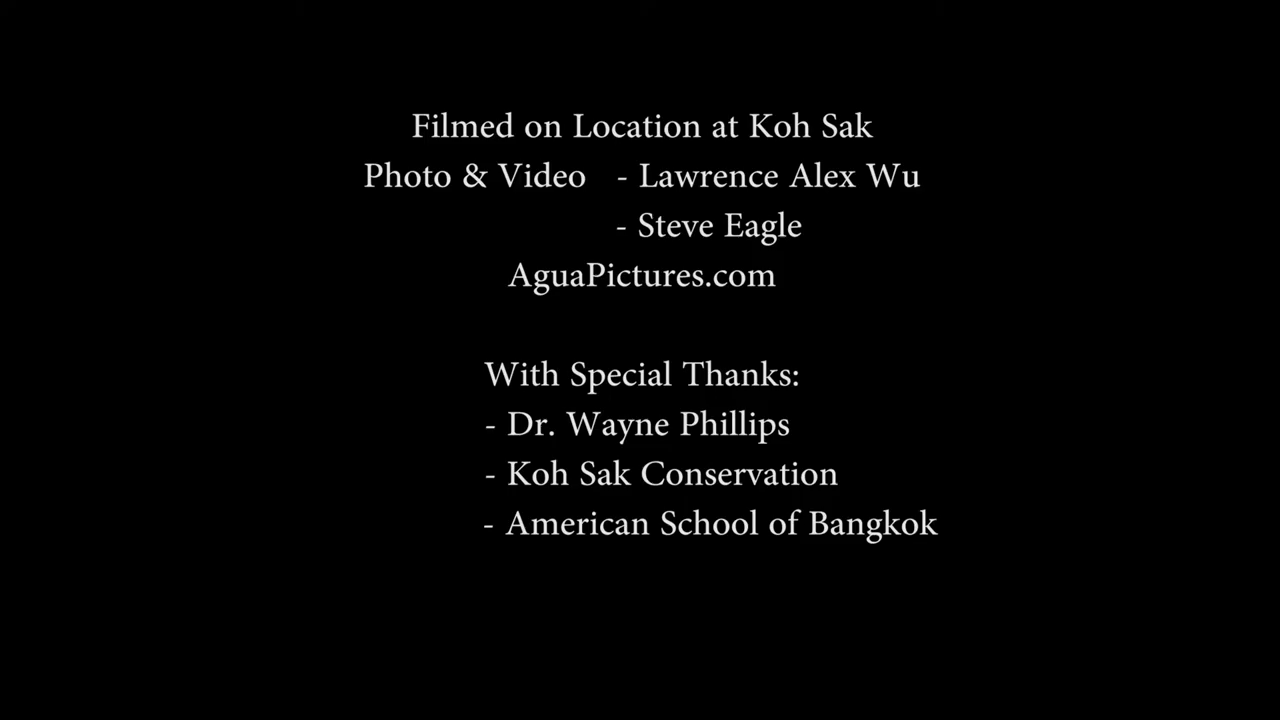 Filmed on Location at Koh Sak
Photo & Video - Lawrence Alex Wu
- Steve Eagle
AguaPictures.com
With Special Thanks:
- Dr. Wayne Phillips
- Koh Sak Conservation
- American School of Bangkok